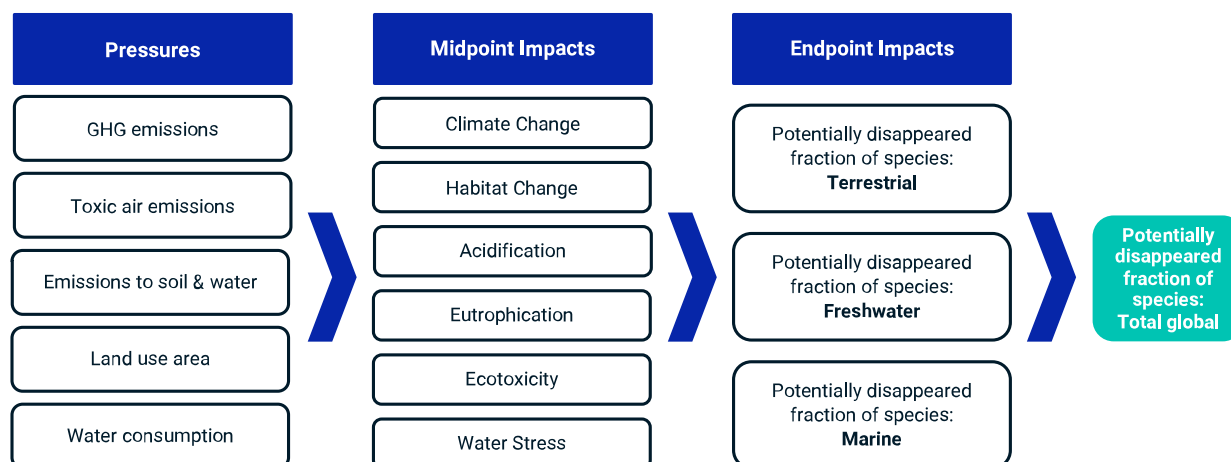 Pressures
GHG emissions
Toxic air emissions
Emissions to soil & water
Land use area
Water consumption
Midpoint Impacts
Climate Change
Habitat Change
Acidification
Eutrophication
Ecotoxicity
Water Stress
Endpoint Impacts
Potentially disappeared
fraction of species:
Terrestrial
Potentially disappeared
fraction of species:
Freshwater
Potentially disappeared
fraction of species:
Marine
Potentially
disappeared
fraction of
species:
Total global